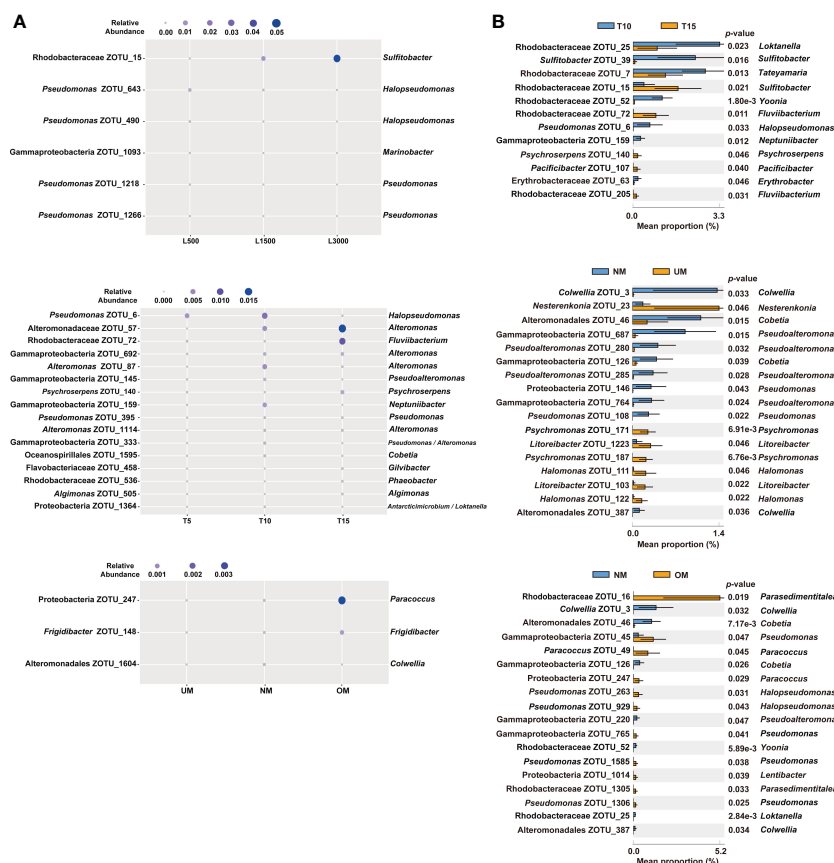 A
Relative
Abundance
0.00 0.01 0.02 0.03 0.04 0.05
Rhodobacteraceae ZOTU_15 Sulfitobacter
Pseudomonas ZOTU_643 Halopseudomonas
Pseudomonas ZOTU_490 Halopseudomonas
Gammaproteobacteria ZOTU_1093 Marinobacter
Pseudomonas ZOTU_1218 Pseudomonas
Pseudomonas ZOTU_1266 Pseudomonas
L500 L1500 L3000
Relative
Abundance
0.000 0.005 0.010 0.015
Pseudomonas ZOTU_6 Halopseudomonas
Alteromonadaceae ZOTU_57 Alteromonas
Rhodobacteraceae ZOTU_72 Fluviibacterium
Gammaproteobacteria ZOTU_692 Alteromonas
Alteromonas ZOTU_87 Alteromonas
Gammaproteobacteria ZOTU_145 Pseudoalteromonas
Psychroserpens ZOTU_140 Psychroserpens
Gammaproteobacteria ZOTU_159 Neptuniibacter
Pseudomonas ZOTU_395 Pseudomonas
Alteromonas ZOTU_1114 Alteromonas
Gammaproteobacteria ZOTU_333 Pseudomonas / Alteromonas
Oceanospirillales ZOTU_1595 Cobetia
Flavobacteriaceae ZOTU_458 Gilvibacter
Rhodobacteraceae ZOTU_536 Phaeobacter
Algimonas ZOTU_505 Algimonas
Proteobacteria ZOTU_1364 Antarcticimicrobium / Loktanella
T5 T10 T15
Relative
Abundance
0.001 0.002 0.003
Proteobacteria ZOTU_247 Paracoccus
Frigidibacter ZOTU_148 Frigidibacter
Alteromonadales ZOTU_1604 Colwellia
UM NM OM
B
T10 T15
p-value
Rhodobacteraceae ZOTU_25 0.023 Loktanella
Sulfitobacter ZOTU_39 0.016 Sulfitobacter
Rhodobacteraceae ZOTU_7 0.013 Tateyamaria
Rhodobacteraceae ZOTU_15 0.021 Sulfitobacter
Rhodobacteraceae ZOTU_52 1.80e-3 Yoonia
Rhodobacteraceae ZOTU_72 0.011 Fluviibacterium
Pseudomonas ZOTU_6 0.033 Halopseudomonas
Gammaproteobacteria ZOTU_159 0.012 Neptuniibacter
Psychroserpens ZOTU_140 0.046 Psychroserpens
Pacificibacter ZOTU_107 0.040 Pacificibacter
Erythrobacteraceae ZOTU_63 0.046 Erythrobacter
Rhodobacteraceae ZOTU_205 0.031 Fluviibacterium
0.0 3.3
Mean proportion (%)
NM UM
p-value
Colwellia ZOTU_3 0.033 Colwellia
Nesterenkonia ZOTU_23 0.046 Nesterenkonia
Alteromonadales ZOTU_46 0.015 Cobetia
Gammaproteobacteria ZOTU_687 0.015 Pseudoalteromona
Pseudoalteromonas ZOTU_280 0.032 Pseudoalteromona
Gammaproteobacteria ZOTU_126 0.039 Cobetia
Pseudoalteromonas ZOTU_285 0.028 Pseudoalteromona
Proteobacteria ZOTU_146 0.043 Pseudomonas
Gammaproteobacteria ZOTU_764 0.024 Pseudoalteromona
Pseudomonas ZOTU_108 0.022 Pseudomonas
Psychromonas ZOTU_171 6.91e-3 Psychromonas
Litoreibacter ZOTU_1223 0.046 Litoreibacter
Psychromonas ZOTU_187 6.76e-3 Psychromonas
Halomonas ZOTU_111 0.046 Halomonas
Litoreibacter ZOTU_103 0.022 Litoreibacter
Halomonas ZOTU_122 0.022 Halomonas
Alteromonadales ZOTU_387 0.036 Colwellia
0.0 1.4
Mean proportion (%)
NM OM
p-value
Rhodobacteraceae ZOTU_16 0.019 Parasedimentitalea
Colwellia ZOTU_3 0.032 Colwellia
Alteromonadales ZOTU_46 7.17e-3 Cobetia
Gammaproteobacteria ZOTU_45 0.047 Pseudomonas
Paracoccus ZOTU_49 0.045 Paracoccus
Gammaproteobacteria ZOTU_126 0.026 Cobetia
Proteobacteria ZOTU_247 0.029 Paracoccus
Pseudomonas ZOTU_263 0.031 Halopseudomonas
Pseudomonas ZOTU_929 0.043 Halopseudomonas
Gammaproteobacteria ZOTU_220 0.047 Pseudoalteromona
Gammaproteobacteria ZOTU_765 0.041 Pseudomonas
Rhodobacteraceae ZOTU_52 5.89e-3 Yoonia
Pseudomonas ZOTU_1585 0.038 Pseudomonas
Proteobacteria ZOTU_1014 0.039 Lentibacter
Rhodobacteraceae ZOTU_1305 0.033 Parasedimentitalea
Pseudomonas ZOTU_1306 0.025 Pseudomonas
Rhodobacteraceae ZOTU_25 2.84e-3 Loktanella
Alteromonadales ZOTU_387 0.034 Colwellia
0.0 5.2
Mean proportion (%)